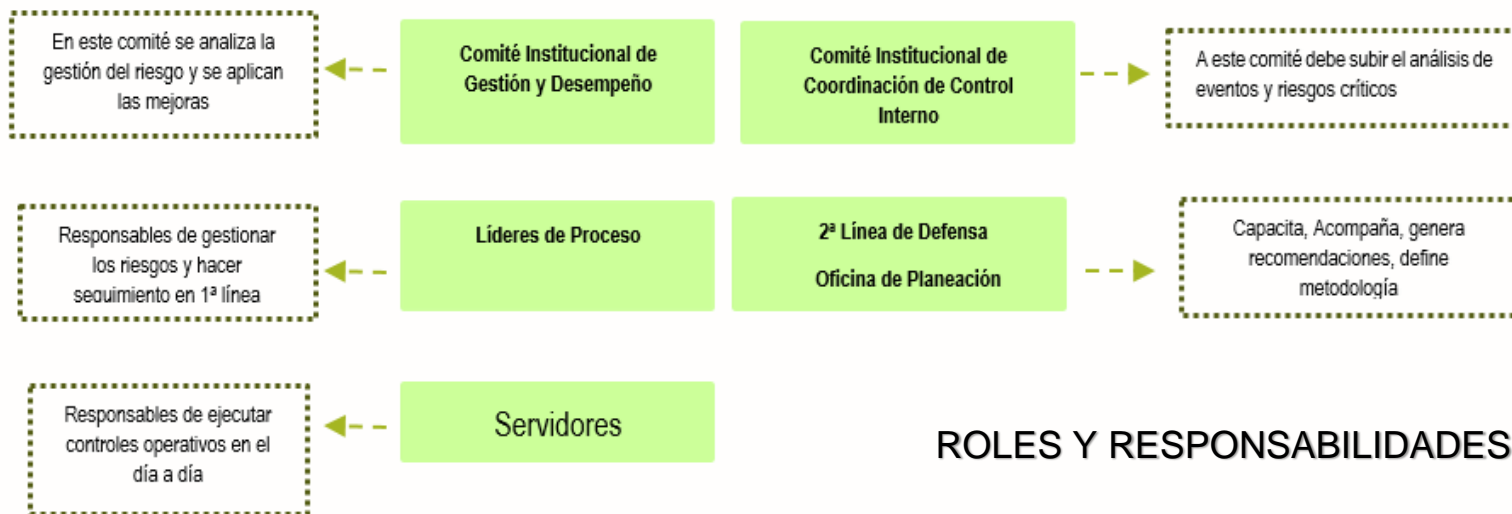 En este comité se analiza la
gestión del riesgo y se aplican
las mejoras
Comité Institucional de
Gestión y Desempeño
Comité Institucional de
Coordinación de Control
Interno
A este comité debe subir el análisis de
eventos y riesgos críticos
Responsables de gestionar
los riesgos y hacer
seguimiento en 1ª línea
Líderes de Proceso
2ª Línea de Defensa
Oficina de Planeación
Capacita, Acompaña, genera
recomendaciones, define
metodología
Responsables de ejecutar
controles operativos en el
día a día
Servidores
ROLES Y RESPONSABILIDADES